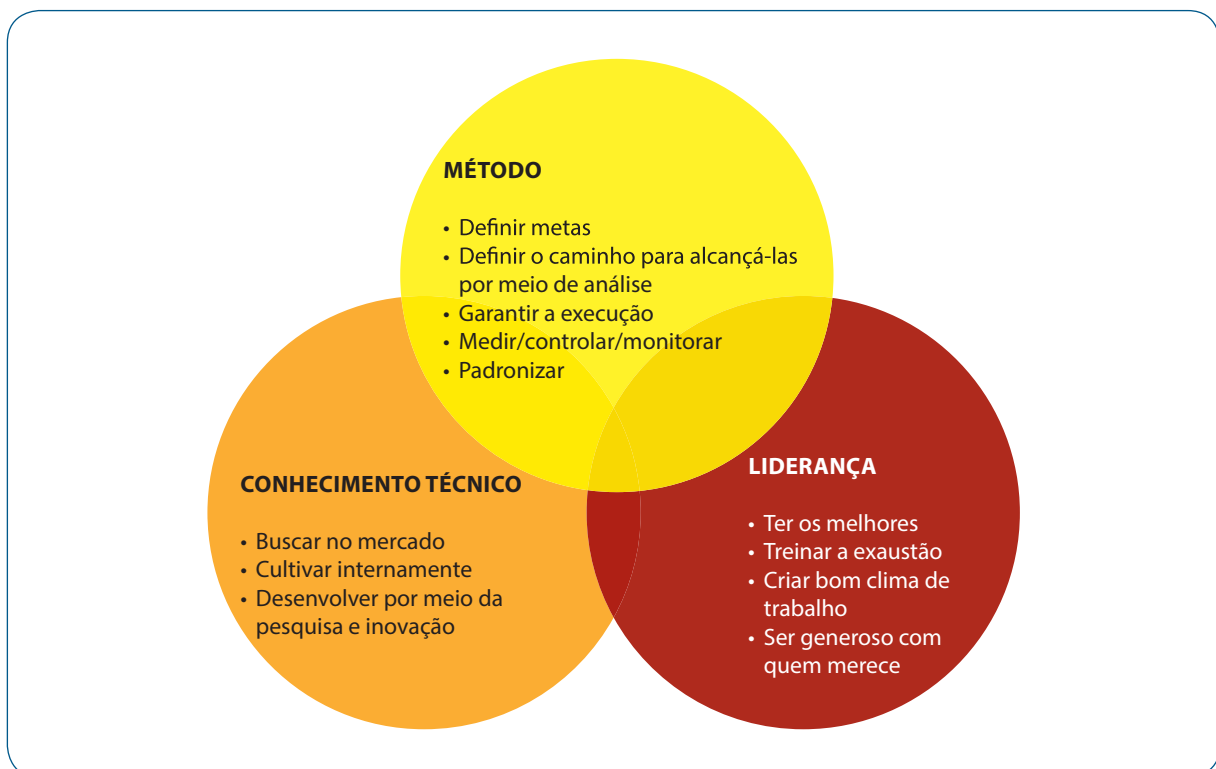 MÉTODO
• Definir metas
• Definir o caminho para alcançá-las
por meio de análise
• Garantir a execução
• Medir/controlar/monitorar
• Padronizar
CONHECIMENTO TÉCNICO
• Buscar no mercado
• Cultivar internamente
• Desenvolver por meio da
pesquisa e inovação
LIDERANÇA
• Ter os melhores
• Treinar a exaustão
• Criar bom clima de
trabalho
• Ser generoso com
quem merece